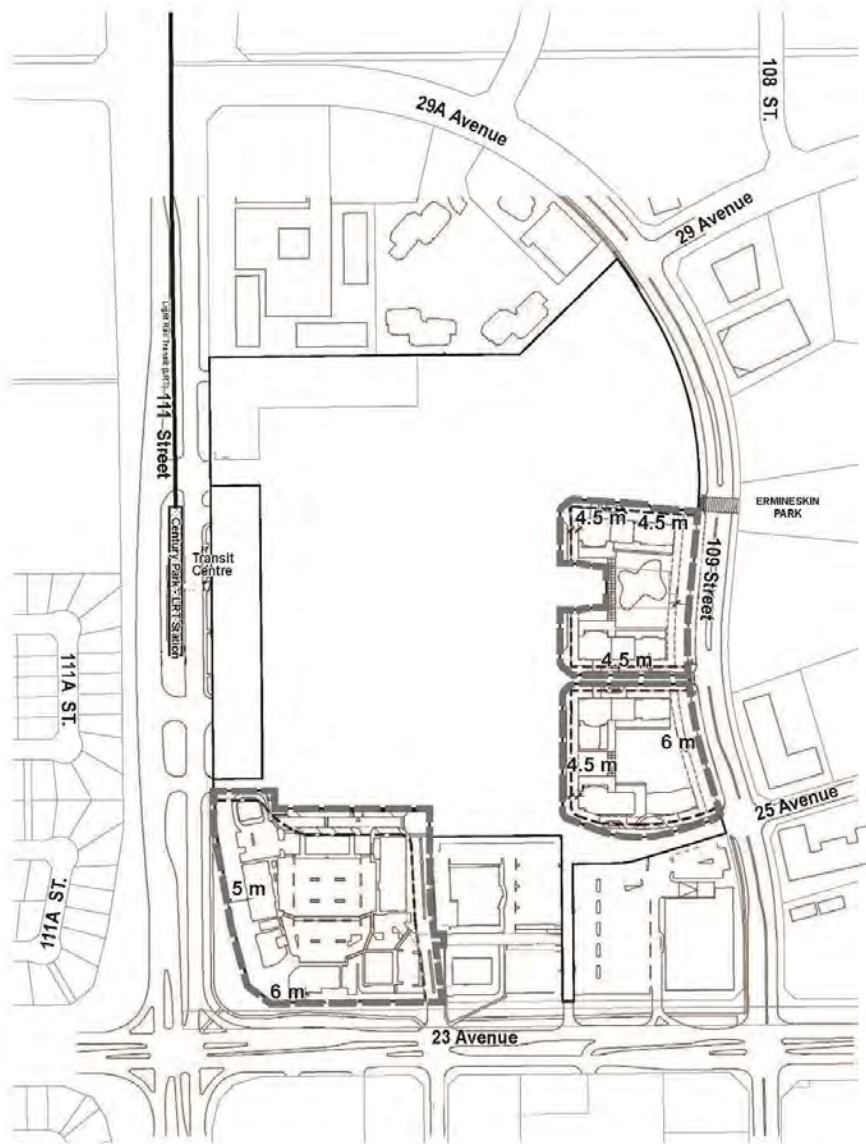 29A Avenue
108 ST.
29 Avenue
Light Rail Transit (LRT)
111 Street
ERMINESKIN
PARK
4.5 m
4.5 m
109 Street
Transit
Centre
Century Park - LRT Station
4.5 m
111A ST.
6 m
4.5 m
25 Avenue
5 m
111A ST.
6 m
23 Avenue